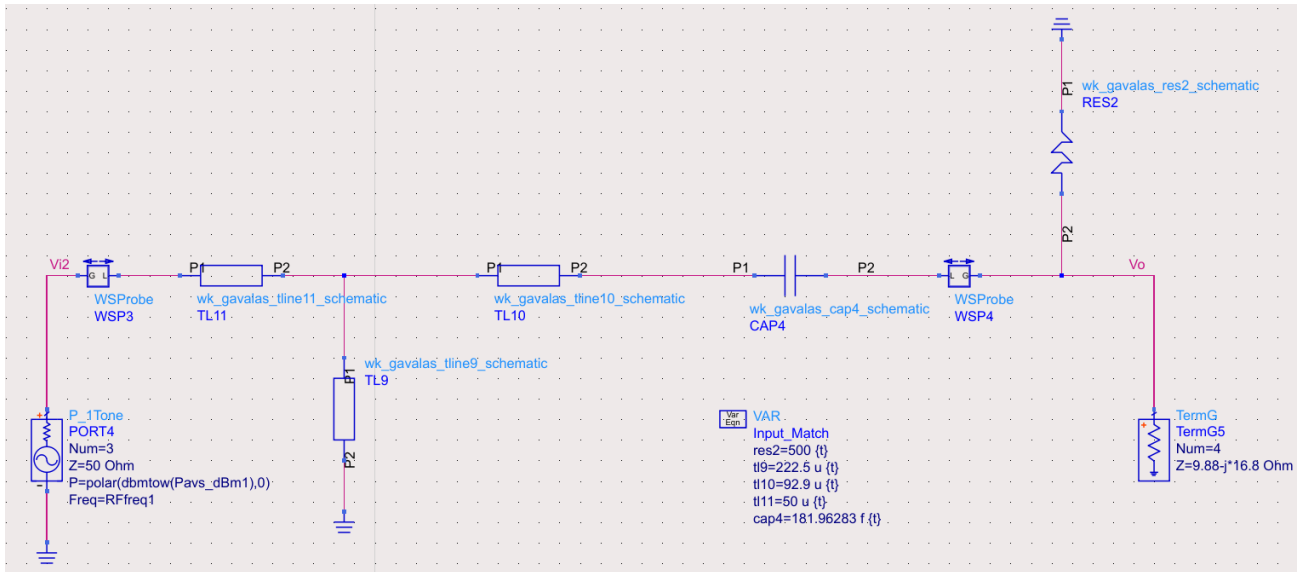 P1
wk_gavalas_res2_schematic
RES2
P2
Vi2
G L
WSProbe
WSP3
P1
P2
wk_gavalas_tline11_schematic
TL11
P1
P2
wk_gavalas_tline10_schematic
TL10
P1
P2
wk_gavalas_cap4_schematic
CAP4
L G
WSProbe
WSP4
Vo
P1
wk_gavalas_tline9_schematic
TL9
P2
+
P_1Tone
PORT4
Num=3
Z=50 Ohm
P=polar(dbmtow(Pavs_dBm1),0)
Freq=RFfreq1
-
Var
Eqn
VAR
Input_Match
res2=500 {t}
tl9=222.5 u {t}
tl10=92.9 u {t}
tl11=50 u {t}
cap4=181.96283 f {t}
+
TermG
TermG5
Num=4
Z=9.88-j*16.8 Ohm